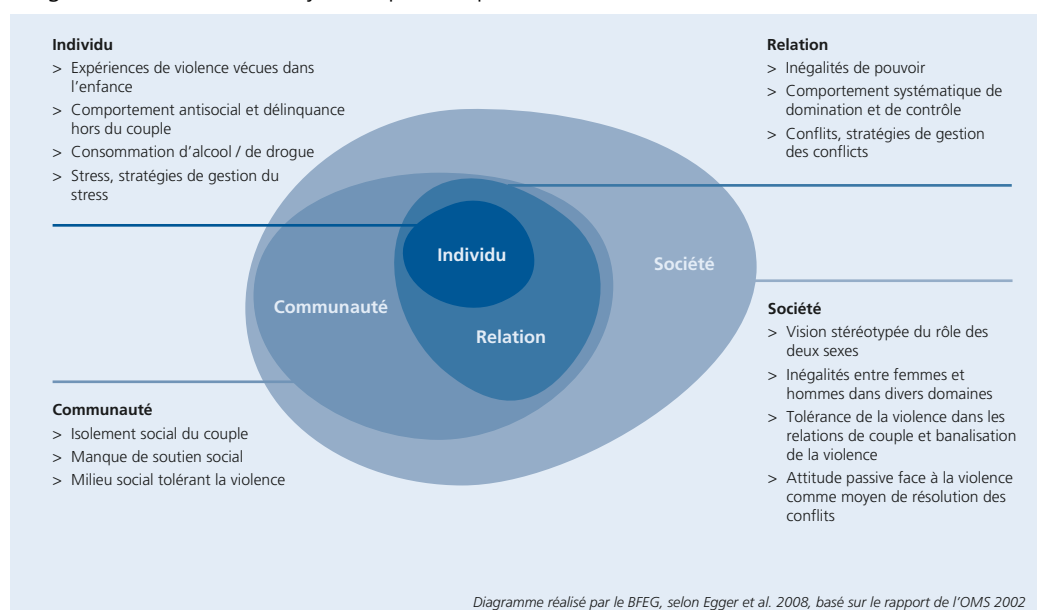 Individu
> Expériences de violence vécues dans
l'enfance
> Comportement antisocial et délinquance
hors du couple
> Consommation d'alcool / de drogue
> Stress, stratégies de gestion du
stress
Relation
> Inégalités de pouvoir
> Comportement systématique de
domination et de contrôle
> Conflits, stratégies de gestion
des conflicts
Individu
Société
Communauté
Relation
Communauté
> Isolement social du couple
> Manque de soutien social
> Milieu social tolérant la violence
Société
> Vision stéréotypée du rôle des
deux sexes
> Inégalités entre femmes et
hommes dans divers domaines
> Tolérance de la violence dans les
relations de couple et banalisation
de la violence
> Attitude passive face à la violence
comme moyen de résolution des
conflits
Diagramme réalisé par le BFEG, selon Egger et al. 2008, basé sur le rapport de l'OMS 2002